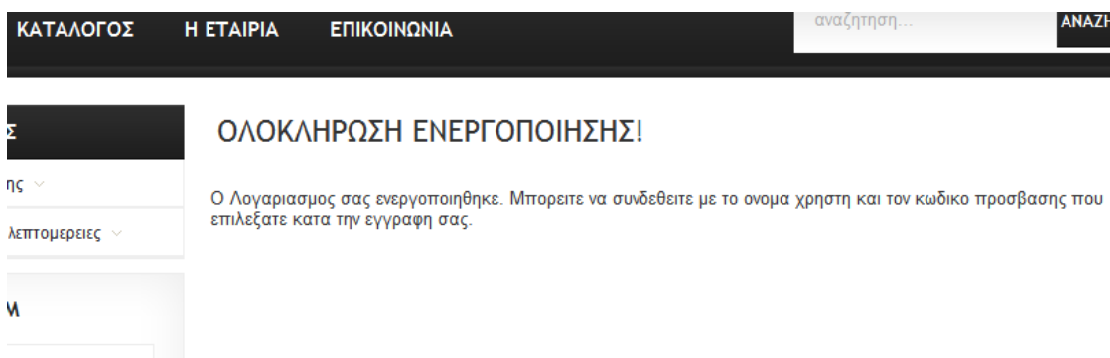 ΚΑΤΑΛΟΓΟΣ Η ΕΤΑΙΡΙΑ ΕΠΙΚΟΙΝΩΝΙΑ αναζητηση...
ΟΛΟΚΛΗΡΩΣΗ ΕΝΕΡΓΟΠΟΙΗΣΗΣ!
Ο Λογαριασμος σας ενεργοποιηθηκε. Μπορειτε να συνδεθειτε με το ονομα χρηστη και τον κωδικο προσβασης που
επιλεξατε κατα την εγγραφη σας.